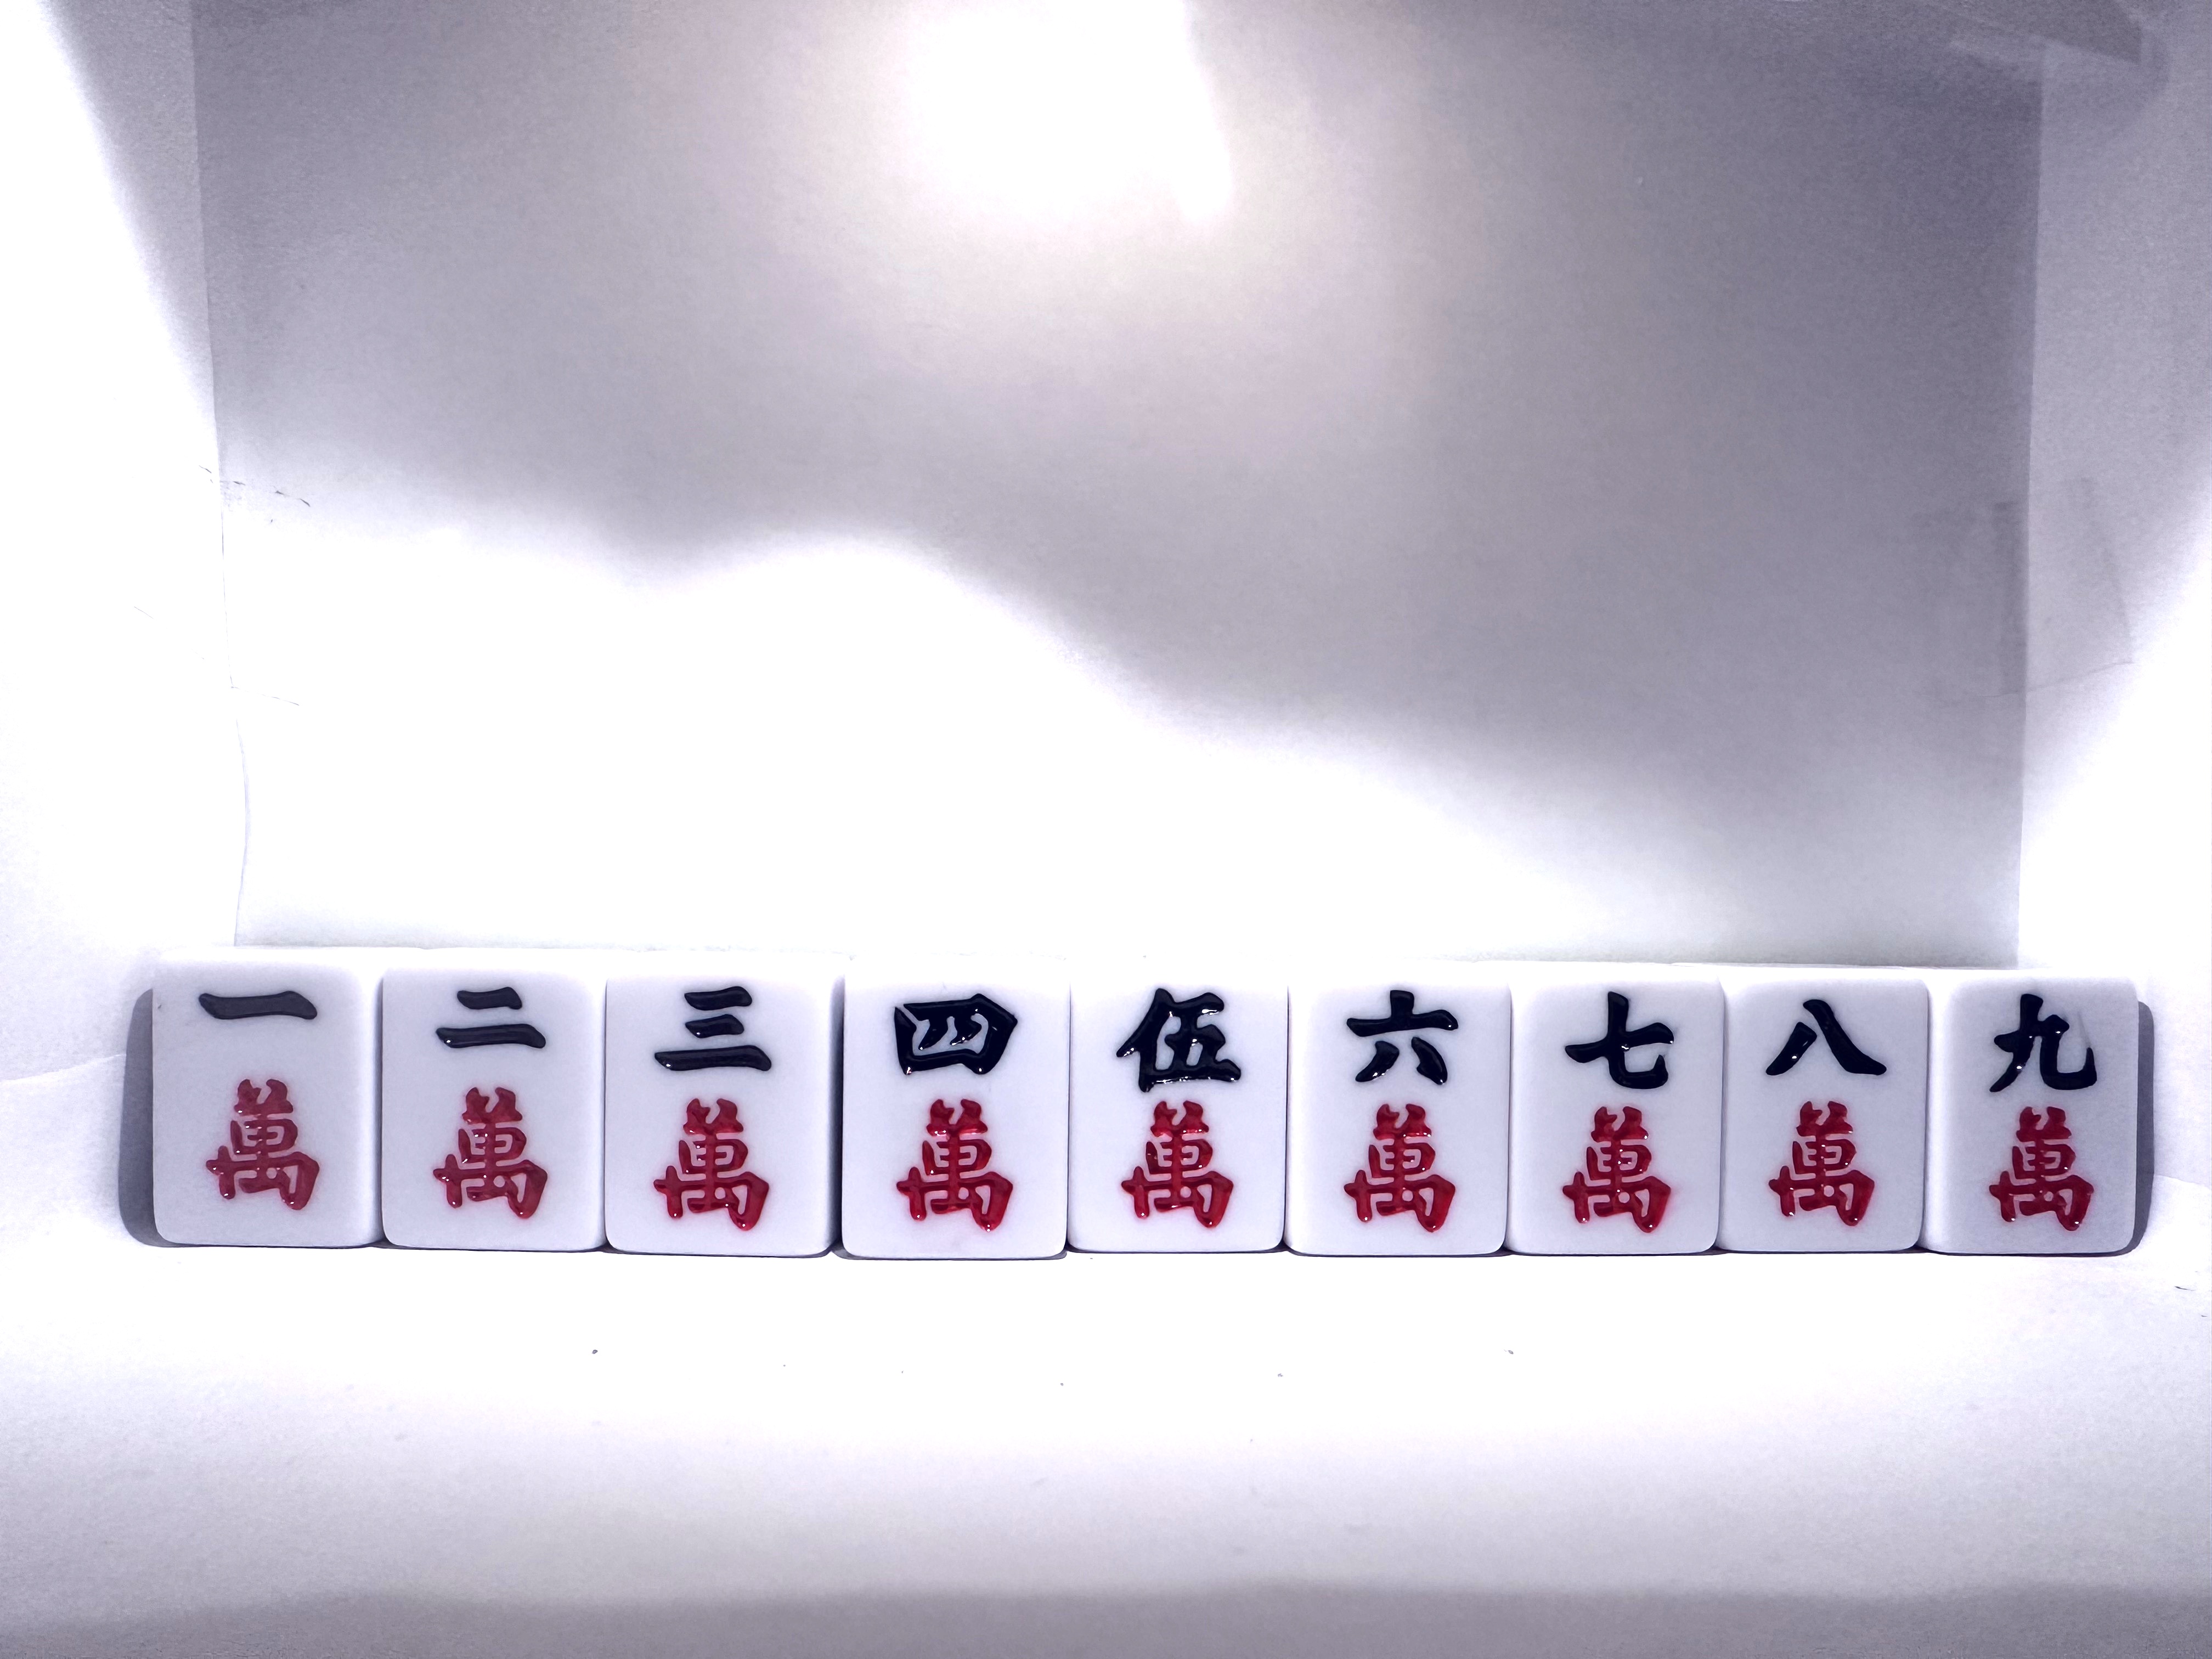 一 二 三 四 伍 六 七 八 九
萬 萬 萬 萬 萬 萬 萬 萬 萬